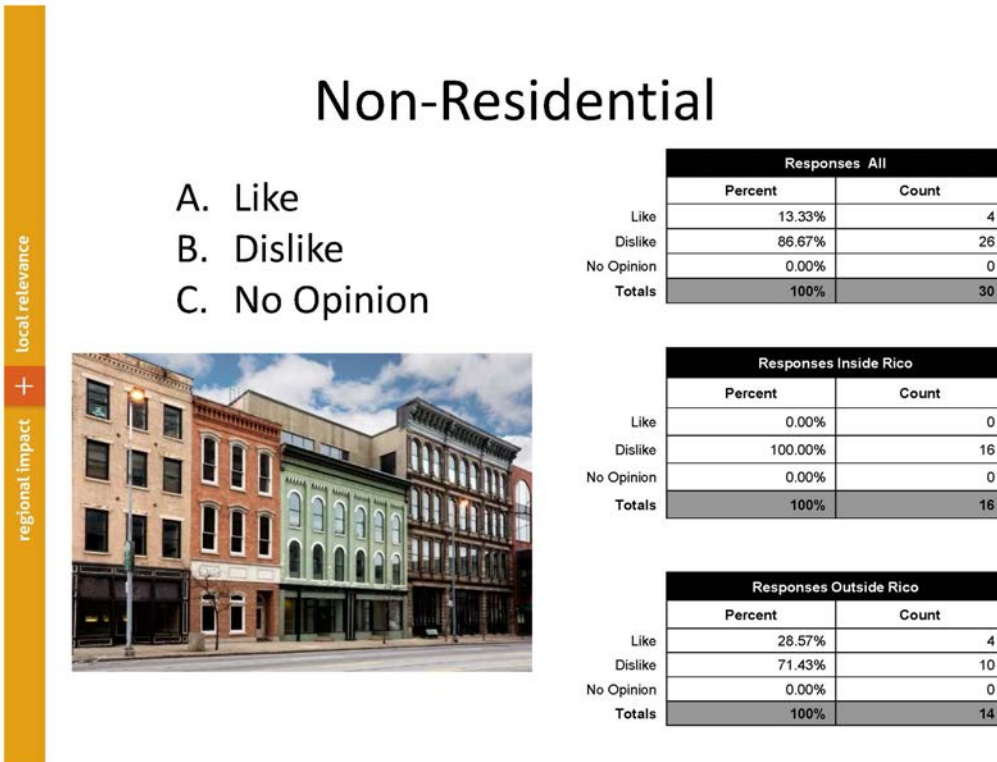 Non-Residential
A. Like
B. Dislike
C. No Opinion
Responses All
Percent Count
Like 13.33% 4
Dislike 86.67% 26
No Opinion 0.00% 0
Totals 100% 30
Responses Inside Rico
Percent Count
Like 0.00% 0
Dislike 100.00% 16
No Opinion 0.00% 0
Totals 100% 16
Responses Outside Rico
Percent Count
Like 28.57% 4
Dislike 71.43% 10
No Opinion 0.00% 0
Totals 100% 14
regional impact + local relevance